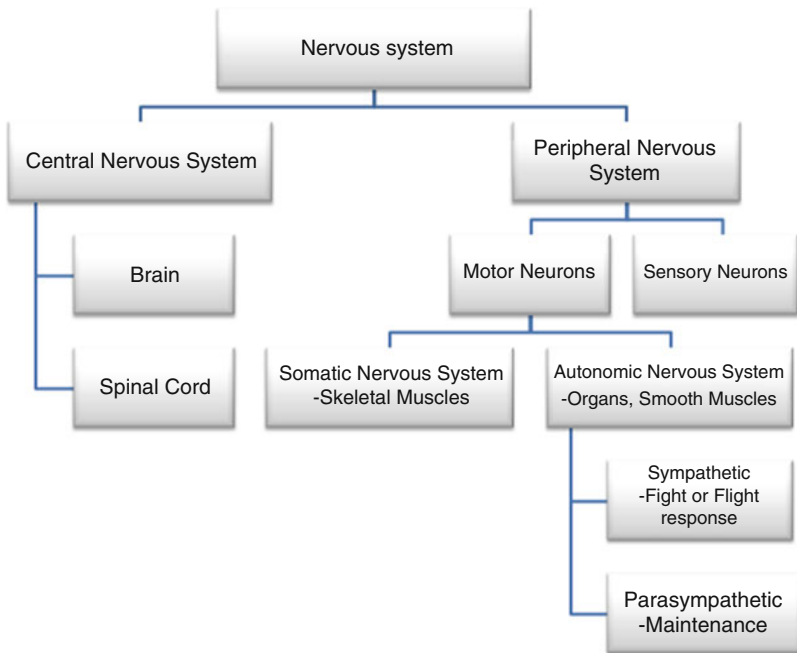 Nervous system
Central Nervous System
Peripheral Nervous
System
Brain
Motor Neurons
Sensory Neurons
Spinal Cord
Somatic Nervous System
-Skeletal Muscles
Autonomic Nervous System
-Organs, Smooth Muscles
Sympathetic
-Fight or Flight
response
Parasympathetic
-Maintenance